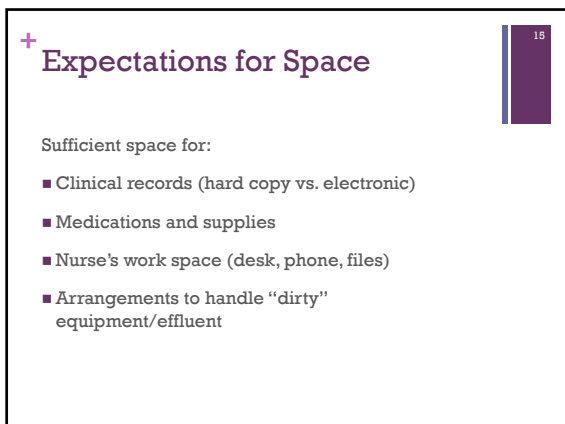 +
Expectations for Space
15
Sufficient space for:
■ Clinical records (hard copy vs. electronic)
■ Medications and supplies
■ Nurse's work space (desk, phone, files)
■ Arrangements to handle “dirty”
equipment/effluent